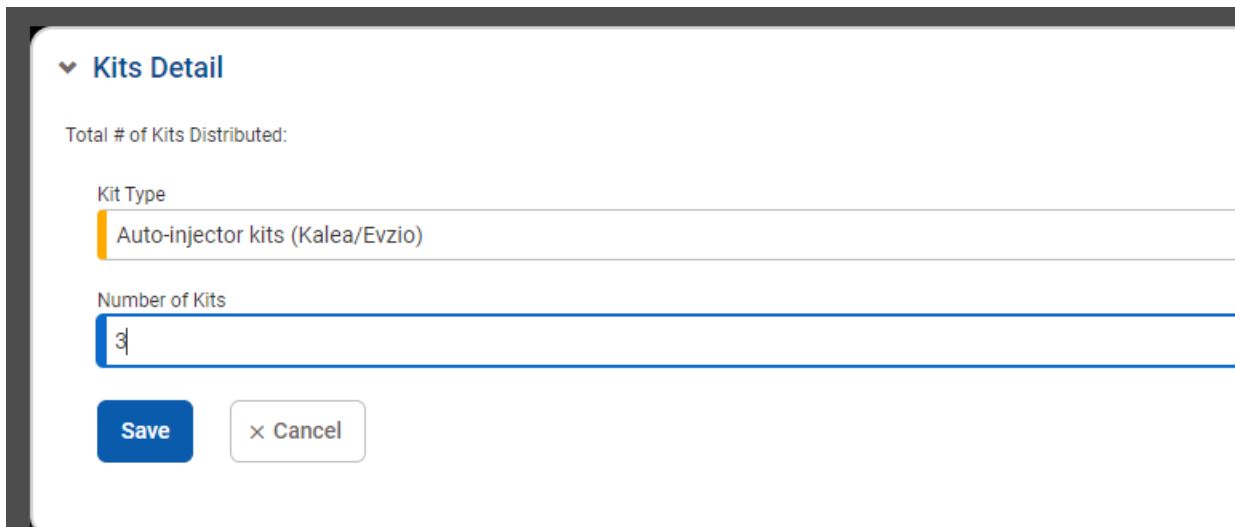 Kits Detail
Total # of Kits Distributed:
Kit Type
Auto-injector kits (Kalea/Evzio)
Number of Kits
3
Save
× Cancel